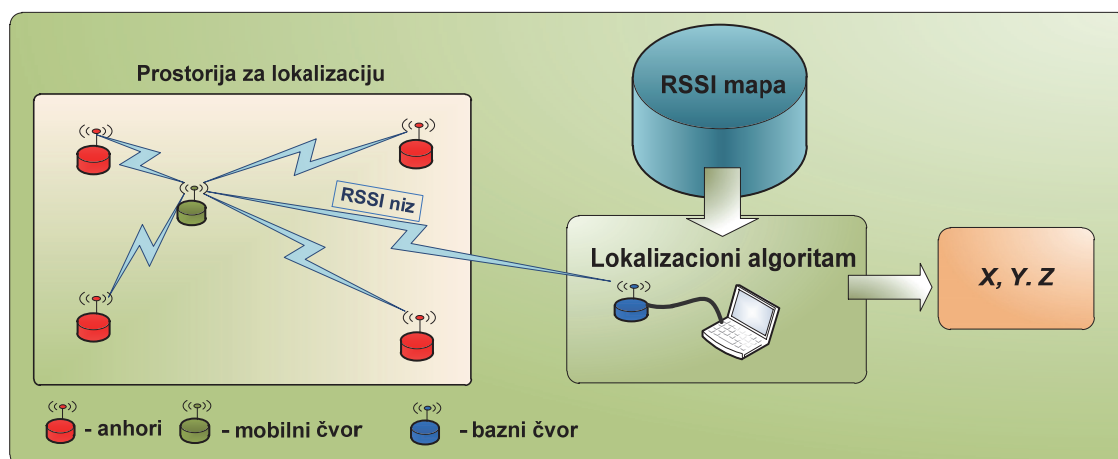 Prostorija za lokalizaciju
RSSI mapa
RSSI niz
Lokalizacioni algoritam
X, Y. Z
- anhori
- mobilni čvor
- bazni čvor